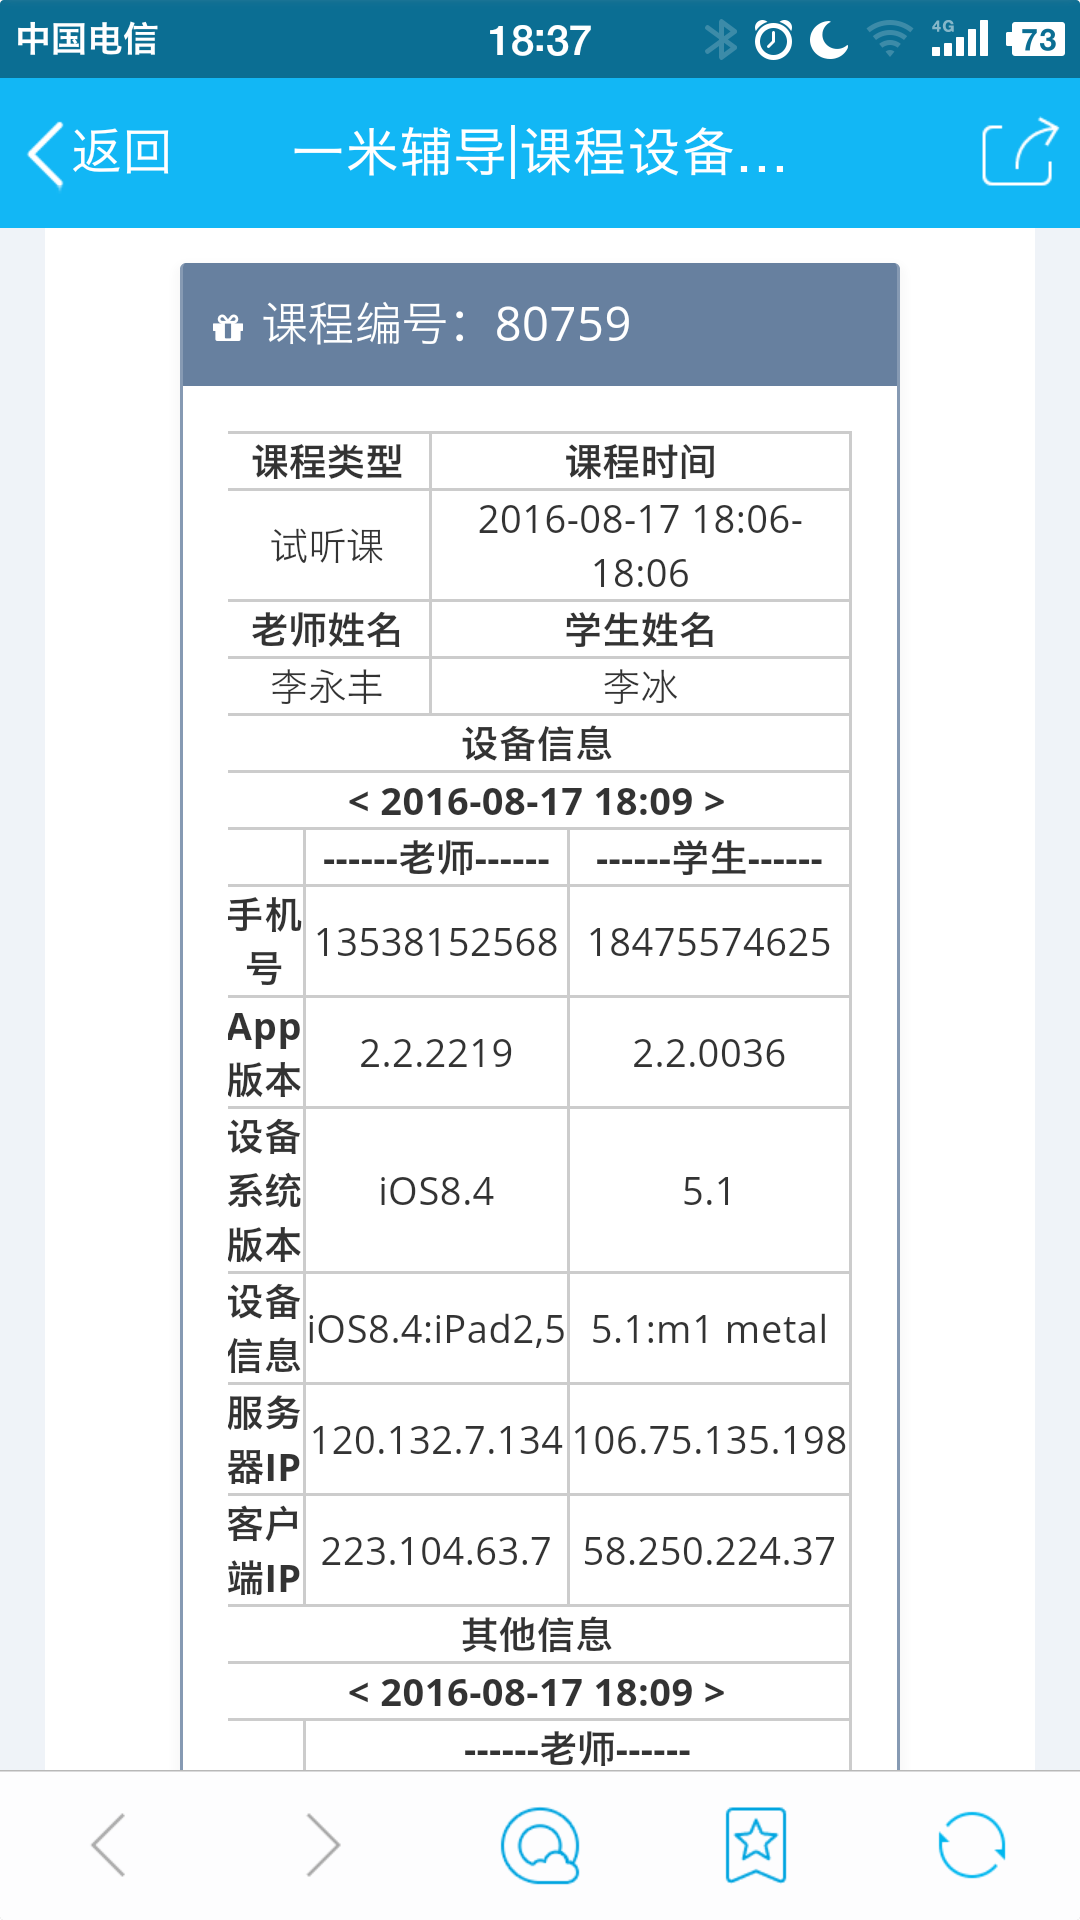 中国电信 18:37 4G 73
返回 一米辅导|课程设备...
课程编号：80759
课程类型 课程时间
试听课 2016-08-17 18:06-
18:06
老师姓名 学生姓名
李永丰 李冰
设备信息
< 2016-08-17 18:09 >
------老师------ ------学生------
手机
号 13538152568 18475574625
App
版本 2.2.2219 2.2.0036
设备
系统 iOS8.4 5.1
版本
设备
信息 iOS8.4:iPad2,5 5.1:m1 metal
服务
器IP 120.132.7.134 106.75.135.198
客户
端IP 223.104.63.7 58.250.224.37
其他信息
< 2016-08-17 18:09 >
------老师------